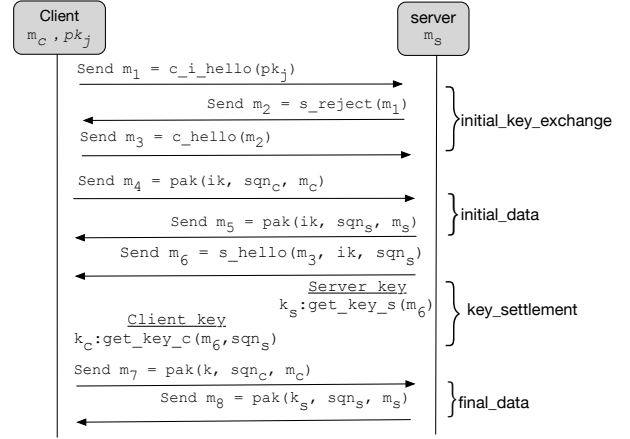 Client
m_c , pk_j
server
m_s
Send m_1 = c_i_hello(pk_j)
Send m_2 = s_reject(m_1)
initial_key_exchange
Send m_3 = c_hello(m_2)
Send m_4 = pak(ik, sqn_c, m_c)
initial_data
Send m_5 = pak(ik, sqn_s, m_s)
Send m_6 = s_hello(m_3, ik, sqn_s)
Server key
k_s:get_key_s(m_6)
key_settlement
Client key
k_c:get_key_c(m_6,sqn_s)
Send m_7 = pak(k, sqn_c, m_c)
Send m_8 = pak(k_s, sqn_s, m_s)
final_data